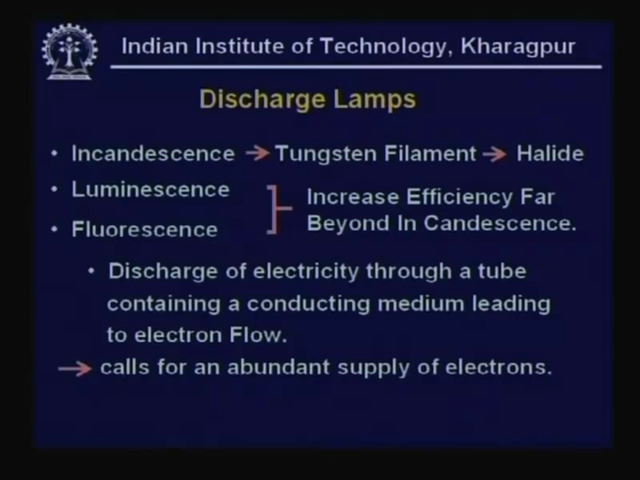 Indian Institute of Technology, Kharagpur
Discharge Lamps
• Incandescence → Tungsten Filament → Halide
• Luminescence
• Fluorescence
Increase Efficiency Far
Beyond In Candescence.
• Discharge of electricity through a tube
containing a conducting medium leading
to electron Flow.
→ calls for an abundant supply of electrons.